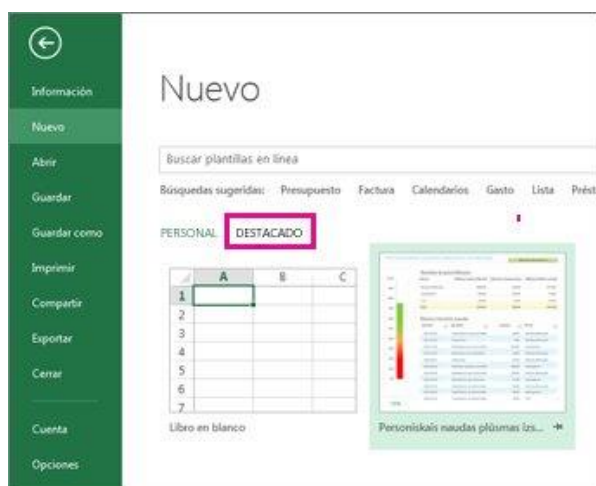 Nuevo
Información
Nuevo
Abrir
Guardar
Guardar como
Imprimir
Compartir
Exportar
Cerrar
Cuenta
Opciones
Buscar plantillas en línea
Búsquedas sugeridas: Presupuesto Factura Calendarios Gasto Lista Prést
PERSONAL DESTACADO
A B C
1
2
3
4
5
6
7
Libro en blanco
Personiskais naudas plūsmas izs...